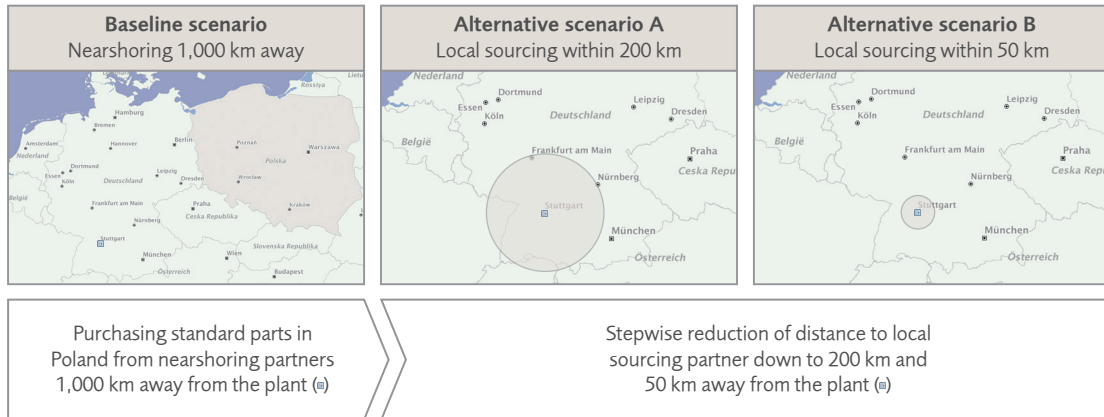 Baseline scenario
Nearshoring 1,000 km away
Alternative scenario A
Local sourcing within 200 km
Alternative scenario B
Local sourcing within 50 km
Rossiya
Hamburg
Bremen
Amsterdam
Nederland
Hannover
Berlin
Poznań
Polska
Warszawa
Dortmund
Essen
Köln
Deutschland
Leipzig
Dresden
Wrocław
België
Frankfurt am Main
Praha
Ceska Republika
Kraków
Nürnberg
Stuttgart
München
Wien
Slovenska Republika
Österreich
Budapest
Nederland
Dortmund
Essen
Köln
Deutschland
Leipzig
Dresden
België
Frankfurt am Main
Praha
Ceska Repu
Nürnberg
Stuttgart
München
Österreich
Nederland
Dortmund
Essen
Köln
Deutschland
Leipzig
Dresden
België
Frankfurt am Main
Praha
Ceska Repu
Nürnberg
Stuttgart
München
Österreich
Purchasing standard parts in
Poland from nearshoring partners
1,000 km away from the plant ( )
Stepwise reduction of distance to local
sourcing partner down to 200 km and
50 km away from the plant ( )